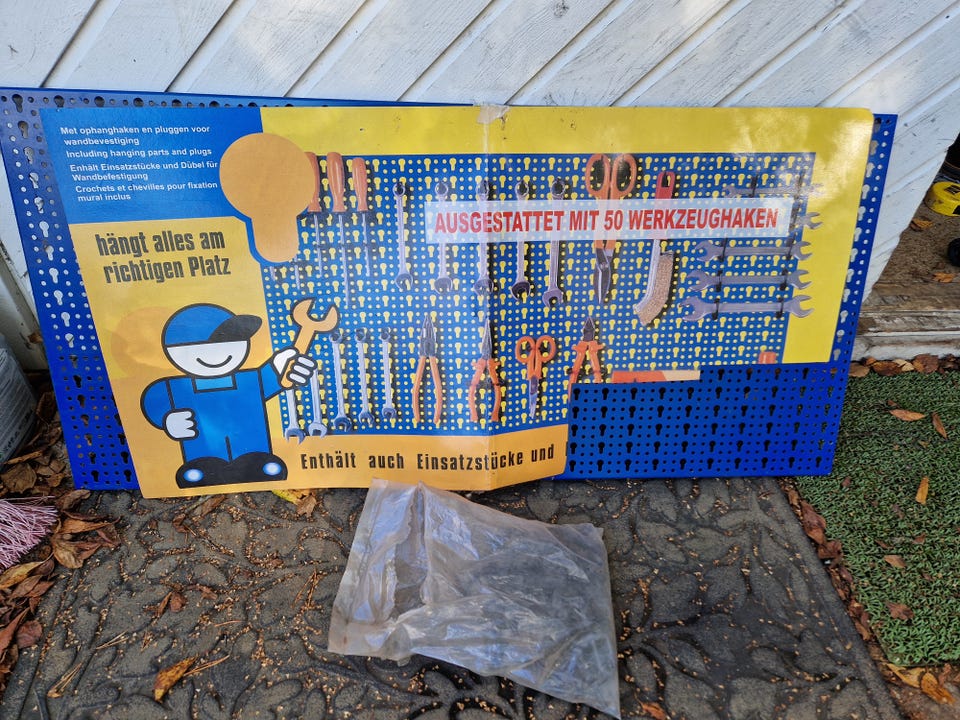 Met ophanghaken en pluggen voor
wandbevestiging
Including hanging parts and plugs
Enhält Einsatzstücke und Dübel für
Wandbefestigung
Crochets et chevilles pour fixation
mural inclus
hängt alles am
richtigen Platz
AUSGESTATTET MIT 50 WERKZEUGHAKEN
Enthält auch Einsatzstücke und